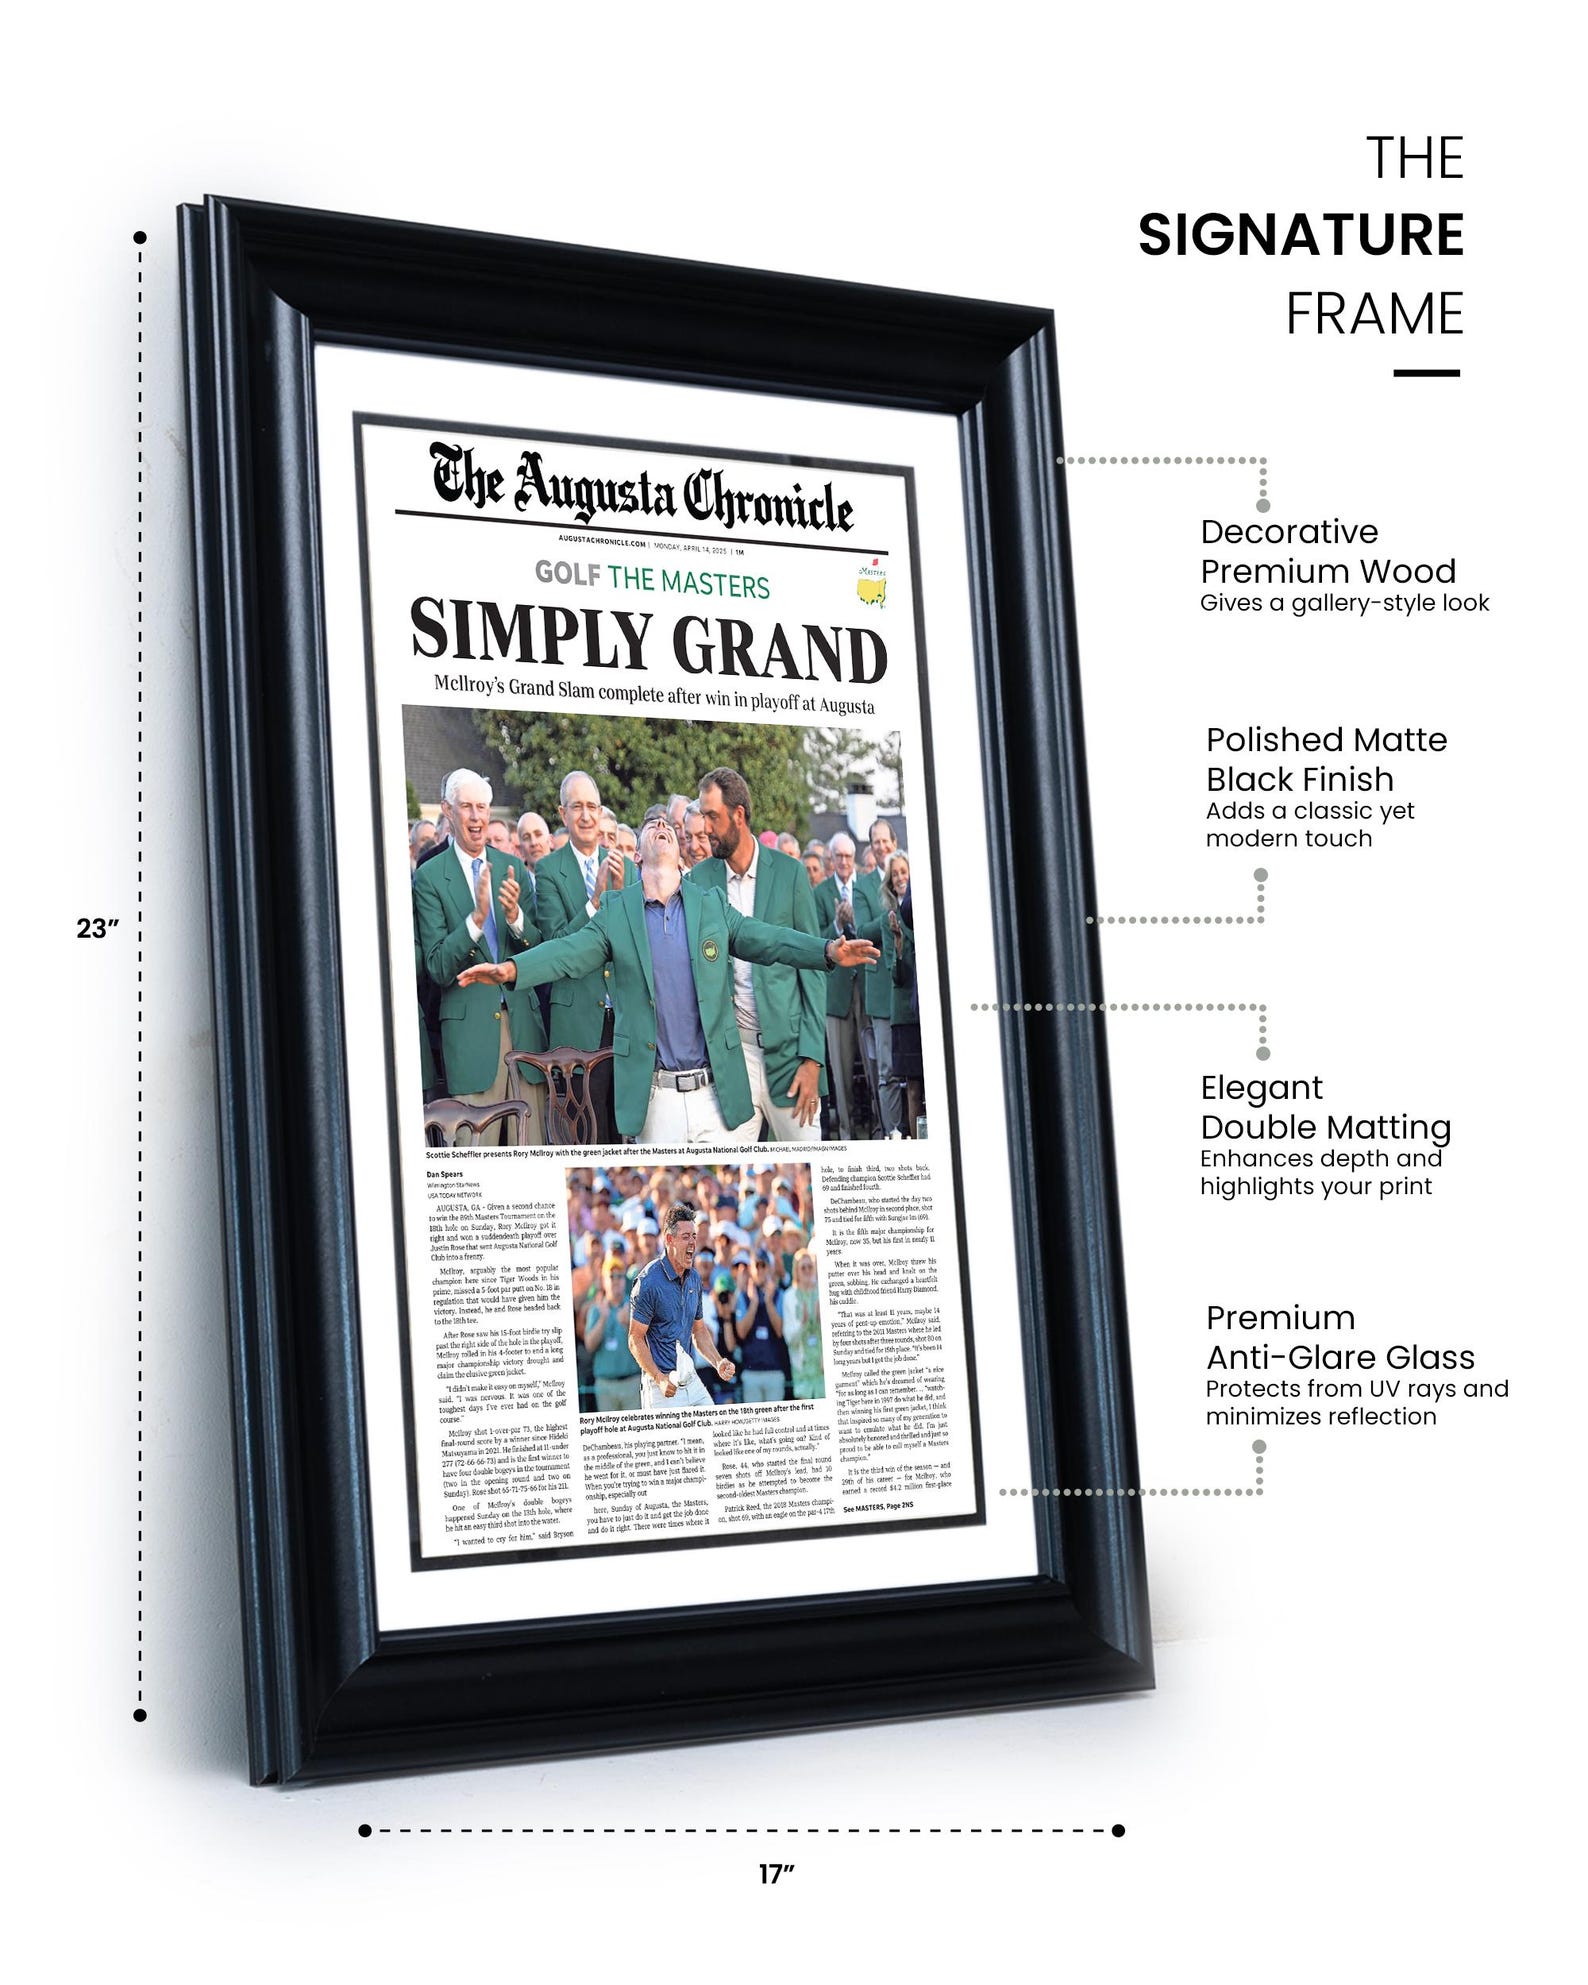 THE
SIGNATURE
FRAME
Decorative
Premium Wood
Gives a gallery-style look
Polished Matte
Black Finish
Adds a classic yet
modern touch
Elegant
Double Matting
Enhances depth and
highlights your print
Premium
Anti-Glare Glass
Protects from UV rays and
minimizes reflection
23”
17”
The Augusta Chronicle
AUGUSTACHRONICLE.COM | MONDAY, APRIL 14, 2025 | 1M
GOLF THE MASTERS
Masters
SIMPLY GRAND
McIlroy’s Grand Slam complete after win in playoff at Augusta
Scottie Scheffler presents Rory McIlroy with the green jacket after the Masters at Augusta National Golf Club. MICHAEL MADRID/IMAGN IMAGES
Dan Spears
Wilmington StarNews
USA TODAY NETWORK
AUGUSTA, GA - Given a second chance
to win the 89th Masters Tournament on the
18th hole on Sunday, Rory McIlroy got it
right and won a suddendeath playoff over
Justin Rose that sent Augusta National Golf
Club into a frenzy.
McIlroy, arguably the most popular
champion here since Tiger Woods in his
prime, missed a 5-foot par putt on No. 18 in
regulation that would have given him the
victory. Instead, he and Rose headed back
to the 18th tee.
After Rose saw his 15-foot birdie try slip
past the right side of the hole in the playoff,
McIlroy rolled in his 4-footer to end a long
major championship victory drought and
claim the elusive green jacket.
“I didn’t make it easy on myself,” McIlroy
said. “I was nervous. It was one of the
toughest days I’ve ever had on the golf
course.”
McIlroy shot 1-over-par 73, the highest
final-round score by a winner since Hideki
Matsuyama in 2021. He finished at 11-under
277 (72-66-66-73) and is the first winner to
have four double bogeys in the tournament
(two in the opening round and two on
Sunday). Rose shot 65-71-75-66 for his 211.
One of McIlroy’s double bogeys
happened Sunday on the 13th hole, where
he hit an easy third shot into the water.
“I wanted to cry for him,” said Bryson
Rory McIlroy celebrates winning the Masters on the 18th green after the first
playoff hole at Augusta National Golf Club. HARRY HOW/GETTY IMAGES
DeChambeau, his playing partner. “I mean,
as a professional, you just know to hit it in
the middle of the green, and I can’t believe
he went for it, or must have just flared it.
When you’re trying to win a major champi-
onship, especially out
here, Sunday of Augusta, the Masters,
you have to just do it and get the job done
and do it right. There were times where it
looked like he had full control and at times
where it’s like, what’s going on? Kind of
looked like one of my rounds, actually.”
Rose, 44, who started the final round
seven shots off McIlroy’s lead, had 10
birdies as he attempted to become the
second-oldest Masters champion.
Patrick Reed, the 2018 Masters champi-
on, shot 69, with an eagle on the par-4 17th
hole, to finish third, two shots back.
Defending champion Scottie Scheffler had
69 and finished fourth.
DeChambeau, who started the day two
shots behind McIlroy in second place, shot
75 and tied for fifth with Sungjae Im (69).
It is the fifth major championship for
McIlroy, now 35, but his first in nearly 11
years.
When it was over, McIlroy threw his
putter over his head and knelt on the
green, sobbing. He exchanged a heartfelt
hug with childhood friend Harry Diamond,
his caddie.
“That was at least 11 years, maybe 14
years of pent-up emotion,” McIlroy said,
referring to the 2011 Masters where he led
by four shots after three rounds, shot 80 on
Sunday and tied for 15th place. “It’s been 14
long years but I got the job done.”
McIlroy called the green jacket “a nice
garment” which he’s dreamed of wearing
“for as long as I can remember. ... “watch-
ing Tiger here in 1997 do what he did, and
then winning his first green jacket, I think
that inspired so many of my generation to
want to emulate what he did. I’m just
absolutely honored and thrilled and just so
proud to be able to call myself a Masters
champion.”
It is the third win of the season — and
29th of his career — for McIlroy, who
earned a record $4.2 million first-place
See MASTERS, Page 2NS